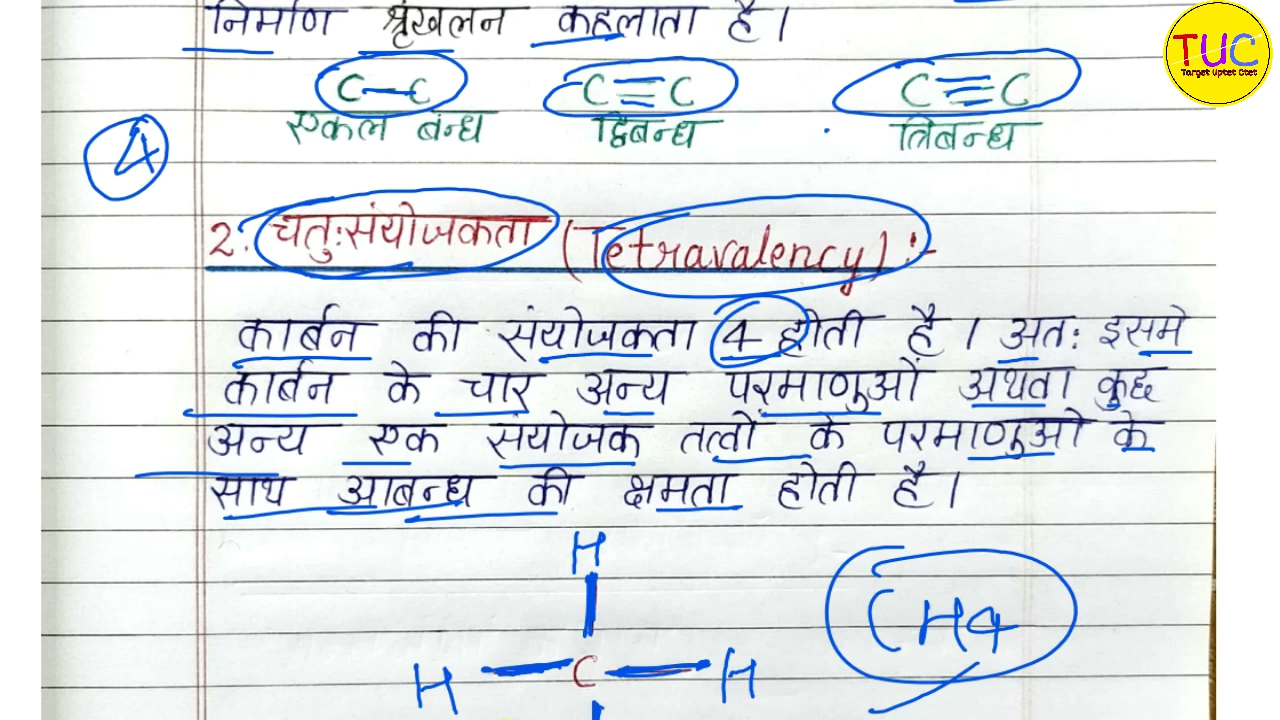 निर्माण श्रृंखलन कहलाता है।
C–C C=C C≡C
एकल बन्ध द्विबन्ध त्रिबन्ध
4
2. चतुःसंयोजकता (Tetravalency) :-
कार्बन की संयोजकता 4 होती है। अतः इसमे
कार्बन के चार अन्य परमाणुओं अथवा कुछ
अन्य एक संयोजक तत्वों के परमाणुओ के
साथ आबन्ध की क्षमता होती है।
H
H C H
CH4
TUC
Target Uptet Ctet